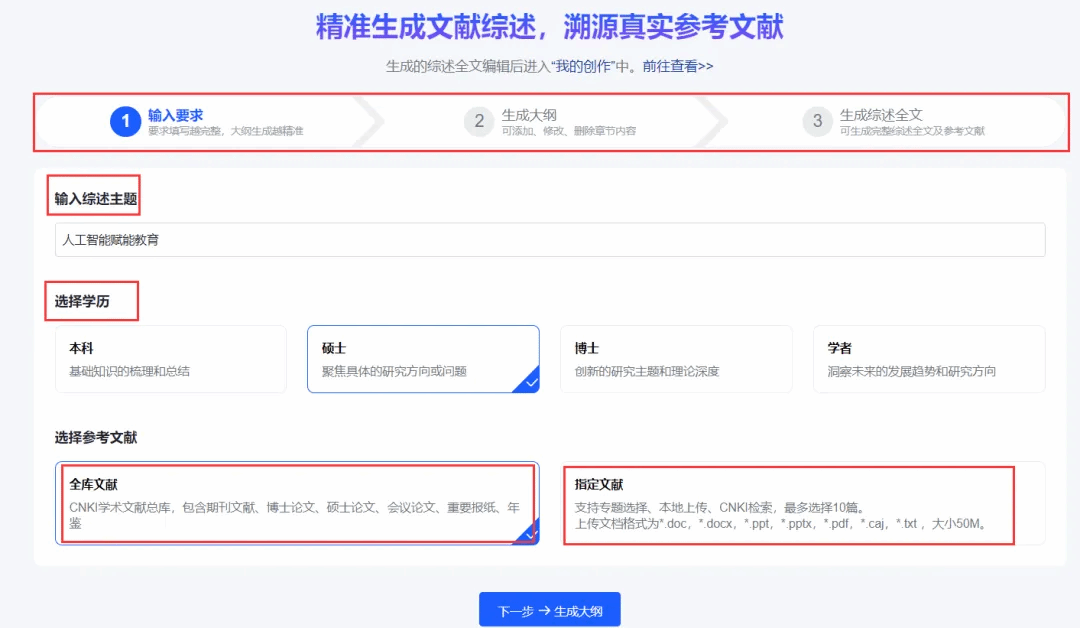 精准生成文献综述，溯源真实参考文献
生成的综述全文编辑后进入“我的创作”中。前往查看>>
1 输入要求
要求填写越完整，大纲生成越精准
2 生成大纲
可添加、修改、删除章节内容
3 生成综述全文
可生成完整综述全文及参考文献
输入综述主题
人工智能赋能教育
选择学历
本科
基础知识的梳理和总结
硕士
聚焦具体的研究方向或问题
博士
创新的研究主题和理论深度
学者
洞察未来的发展趋势和研究方向
选择参考文献
全库文献
CNKI学术文献总库，包含期刊文献、博士论文、硕士论文、会议论文、重要报纸、年
鉴
指定文献
支持专题选择、本地上传、CNKI检索，最多选择10篇。
上传文档格式为*.doc，*.docx，*.ppt，*.pptx，*.pdf，*.caj，*.txt ，大小50M。
下一步 → 生成大纲